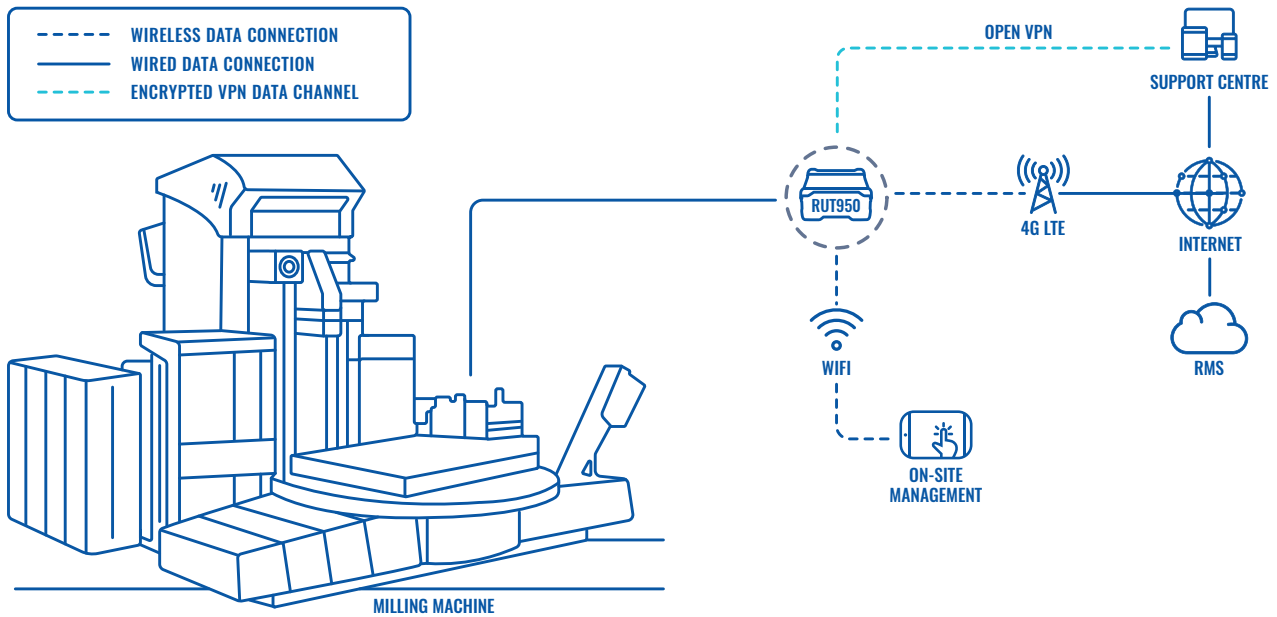 WIRELESS DATA CONNECTION
WIRED DATA CONNECTION
ENCRYPTED VPN DATA CHANNEL
OPEN VPN
SUPPORT CENTRE
RUT950
4G LTE
INTERNET
WIFI
RMS
ON-SITE
MANAGEMENT
MILLING MACHINE